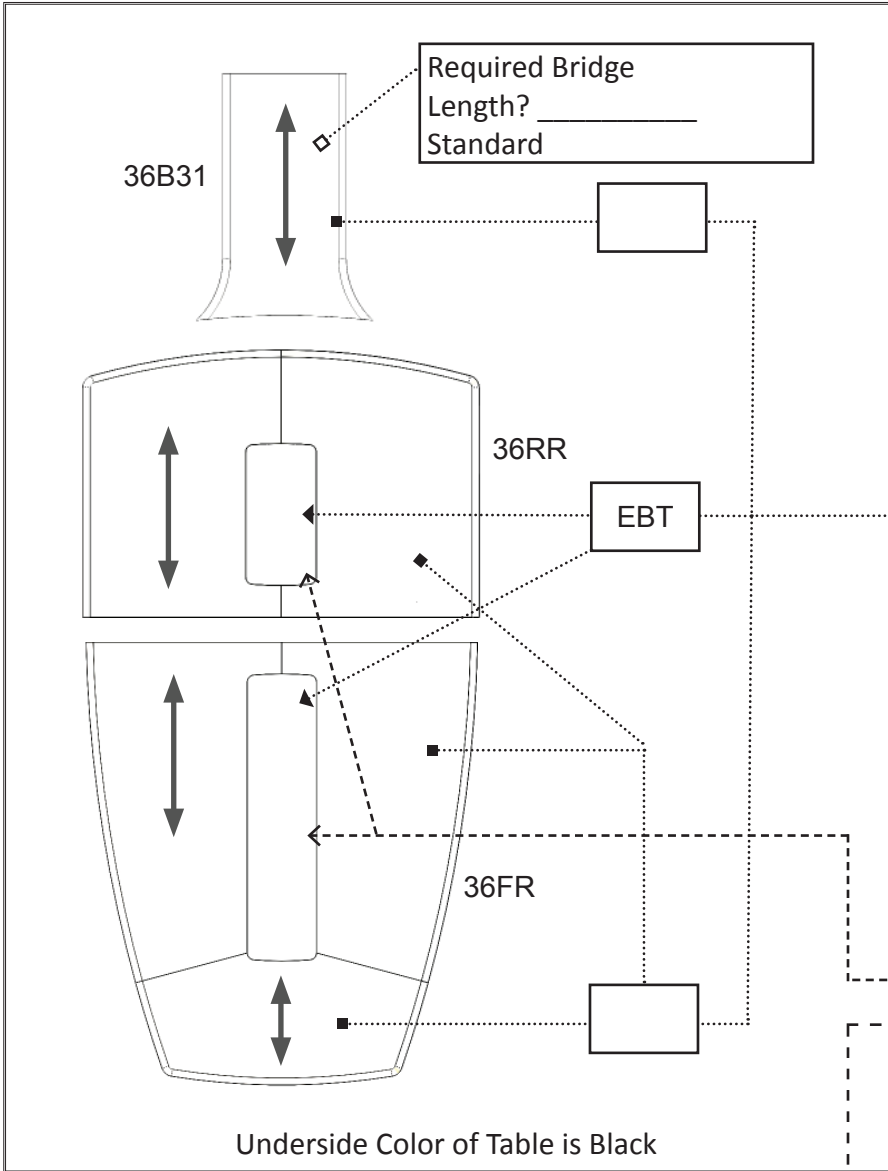 Required Bridge
Length? __________
Standard
36B31
36RR
EBT
36FR
Underside Color of Table is Black